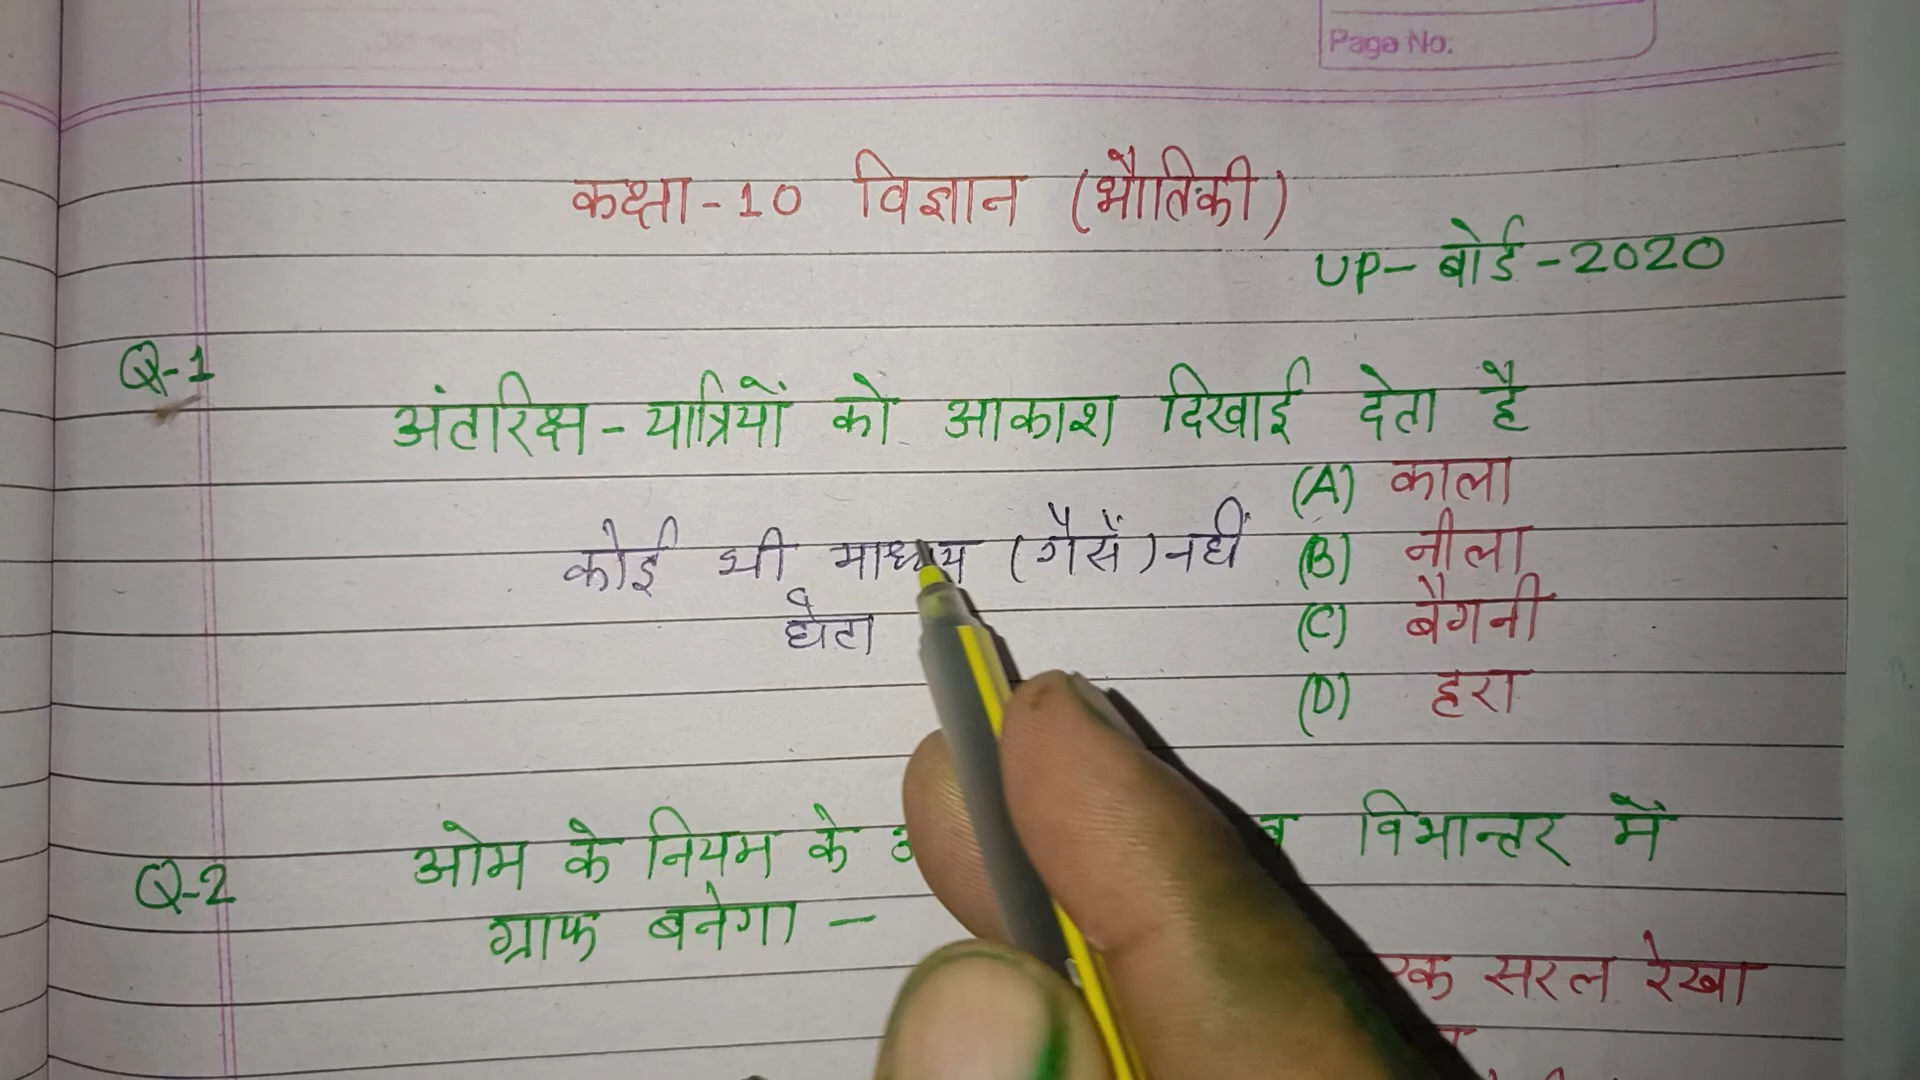 Page No.
कक्षा-10 विज्ञान (भौतिकी)
UP- बोर्ड -2020
Q-1
अंतरिक्ष-यात्रियों को आकाश दिखाई देता है
(A) काला
कोई भी माध्यम (गैसें) नहीं
(B) नीला
होता
(C) बैगनी
(D) हरा
Q-2
ओम के नियम के विभान्तर में
ग्राफ बनेगा -
एक सरल रेखा